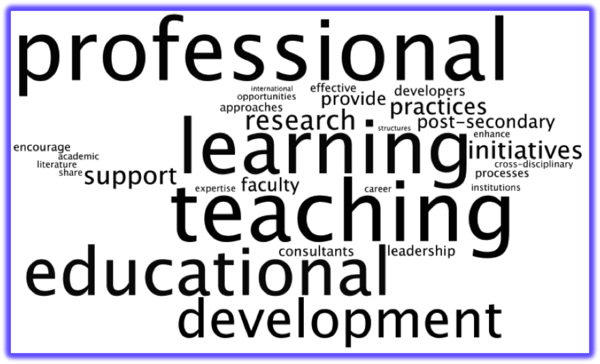 professional
international
effective
developers
opportunities
provide
practices
approaches
research
post-secondary
structures
enhance
encourage
learning
initiatives
academic
literature
cross-disciplinary
share
support
processes
expertise
faculty
career
institutions
teaching
consultants
leadership
educational
development